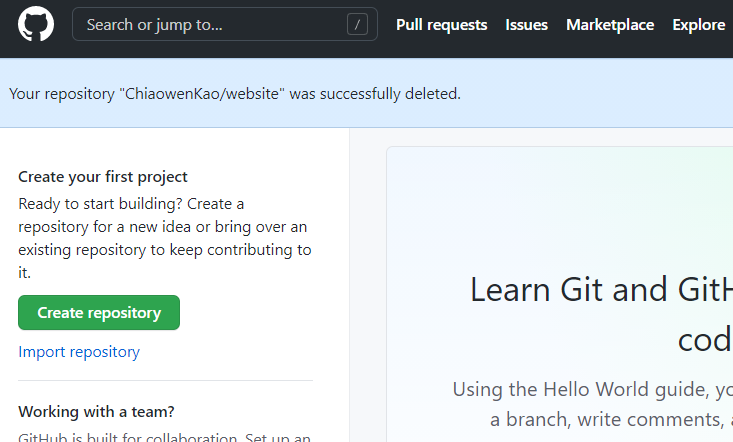 Search or jump to...
/
Pull requests
Issues
Marketplace
Explore
Your repository "ChiaowenKao/website" was successfully deleted.
Create your first project
Ready to start building? Create a
repository for a new idea or bring over an
existing repository to keep contributing to
it.
Create repository
Import repository
Working with a team?
GitHub is built for collaboration. Set up an
Learn Git and
Using the Hello World guide,
a branch, write comments,